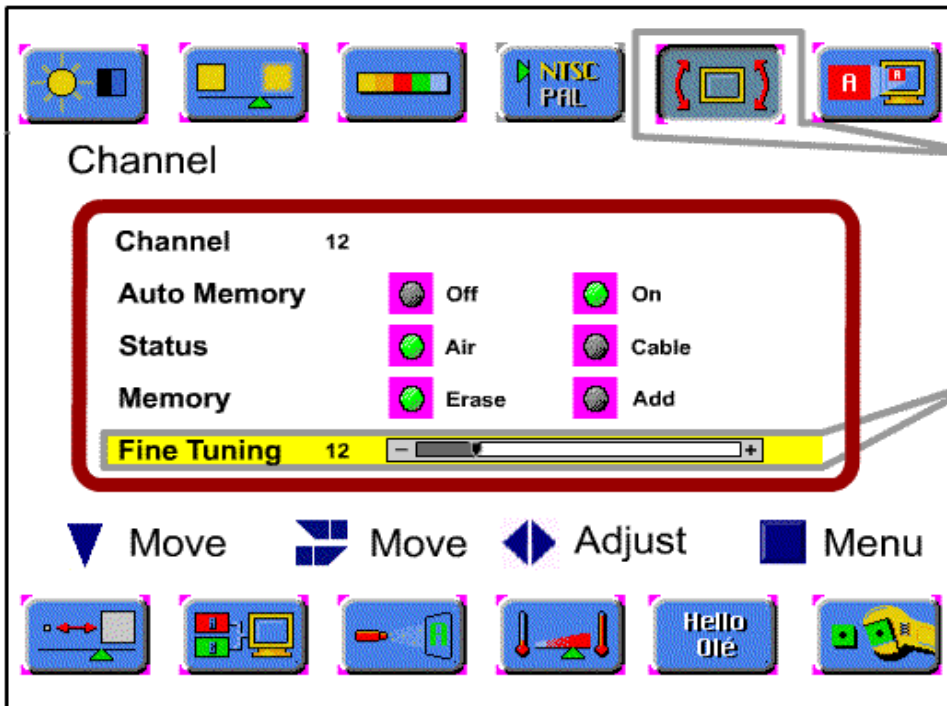 NTSC
PAL
A A
Channel
Channel 12
Auto Memory Off On
Status Air Cable
Memory Erase Add
Fine Tuning 12 − +
Move Move Adjust Menu
A
Hello
Olé